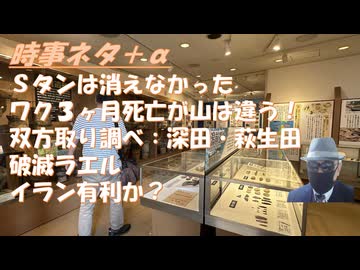 時事ネタ+α
Sタンは消えなかった
ワク3ヶ月死亡が山は違う!
双方取り調べ:深田 萩生田
破滅ラエル
イラン有利か?